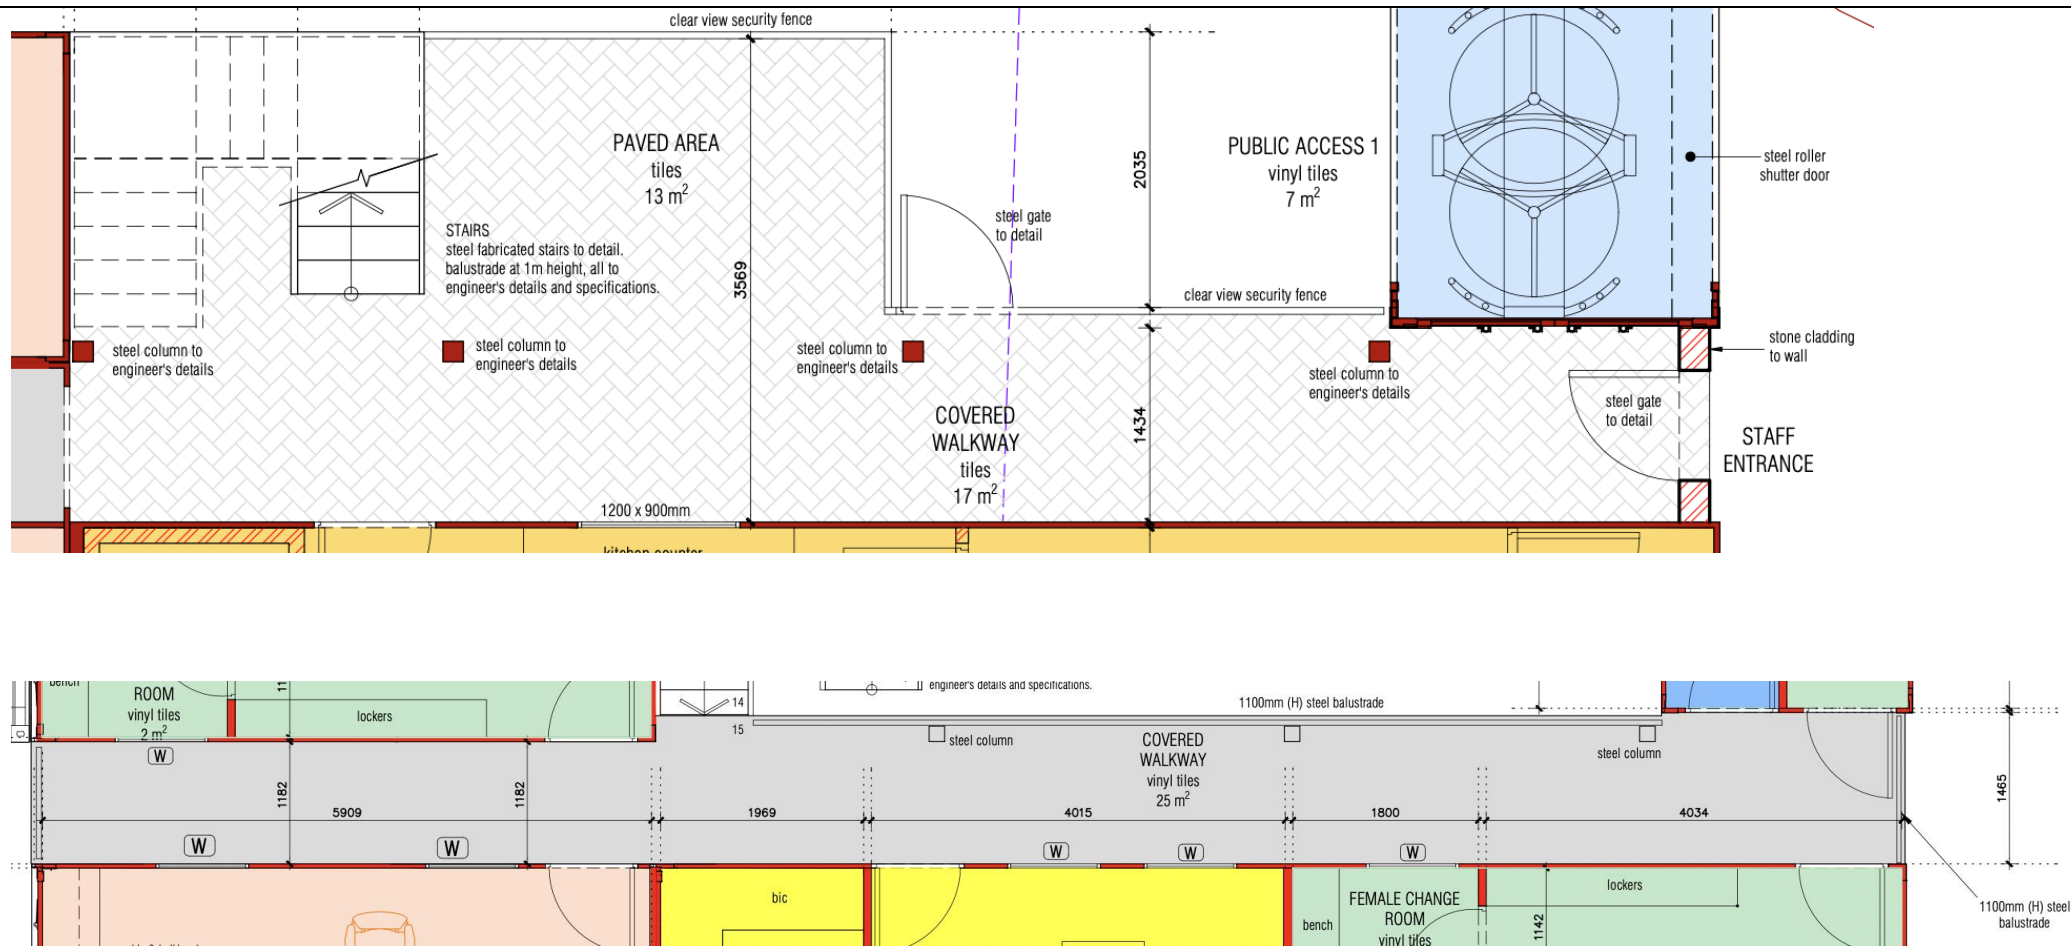 clear view security fence
PAVED AREA
tiles
13 m²
3569
2035
PUBLIC ACCESS 1
vinyl tiles
7 m²
steel roller
shutter door
steel gate
to detail
STAIRS
steel fabricated stairs to detail.
balustrade at 1m height, all to
engineer's details and specifications.
clear view security fence
steel column to
engineer's details
steel column to
engineer's details
steel column to
engineer's details
steel column to
engineer's details
stone cladding
to wall
COVERED
WALKWAY
tiles
17 m²
1434
steel gate
to detail
STAFF
ENTRANCE
1200 x 900mm
kitchen counter
bench
ROOM
vinyl tiles
2 m²
11
lockers
14
15
engineer's details and specifications.
1100mm (H) steel balustrade
steel column
COVERED
WALKWAY
vinyl tiles
25 m²
steel column
W
1182
1182
1465
5909
1969
4015
1800
4034
W
W
W
W
W
bic
FEMALE CHANGE
ROOM
vinyl tiles
bench
1142
lockers
1100mm (H) steel
balustrade